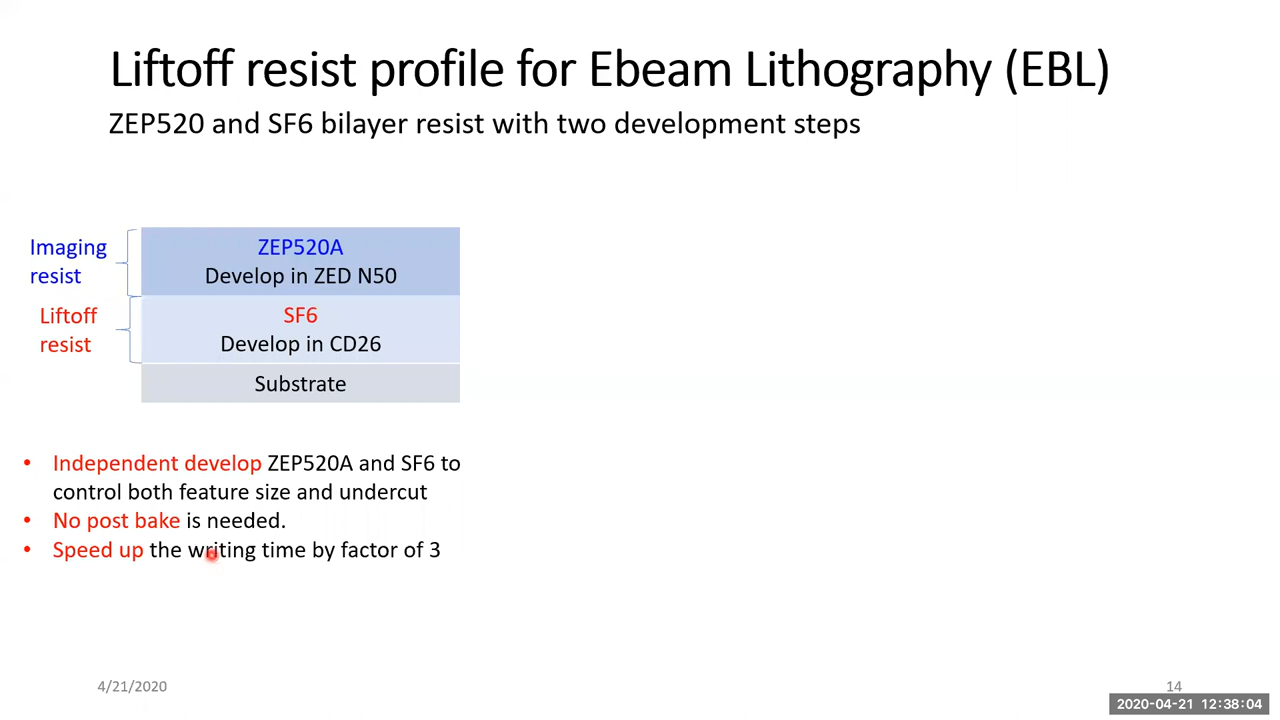 Liftoff resist profile for Ebeam Lithography (EBL)
ZEP520 and SF6 bilayer resist with two development steps
Imaging
resist
ZEP520A
Develop in ZED N50
Liftoff
resist
SF6
Develop in CD26
Substrate
• Independent develop ZEP520A and SF6 to
control both feature size and undercut
• No post bake is needed.
• Speed up the writing time by factor of 3
4/21/2020
14
2020-04-21 12:38:04